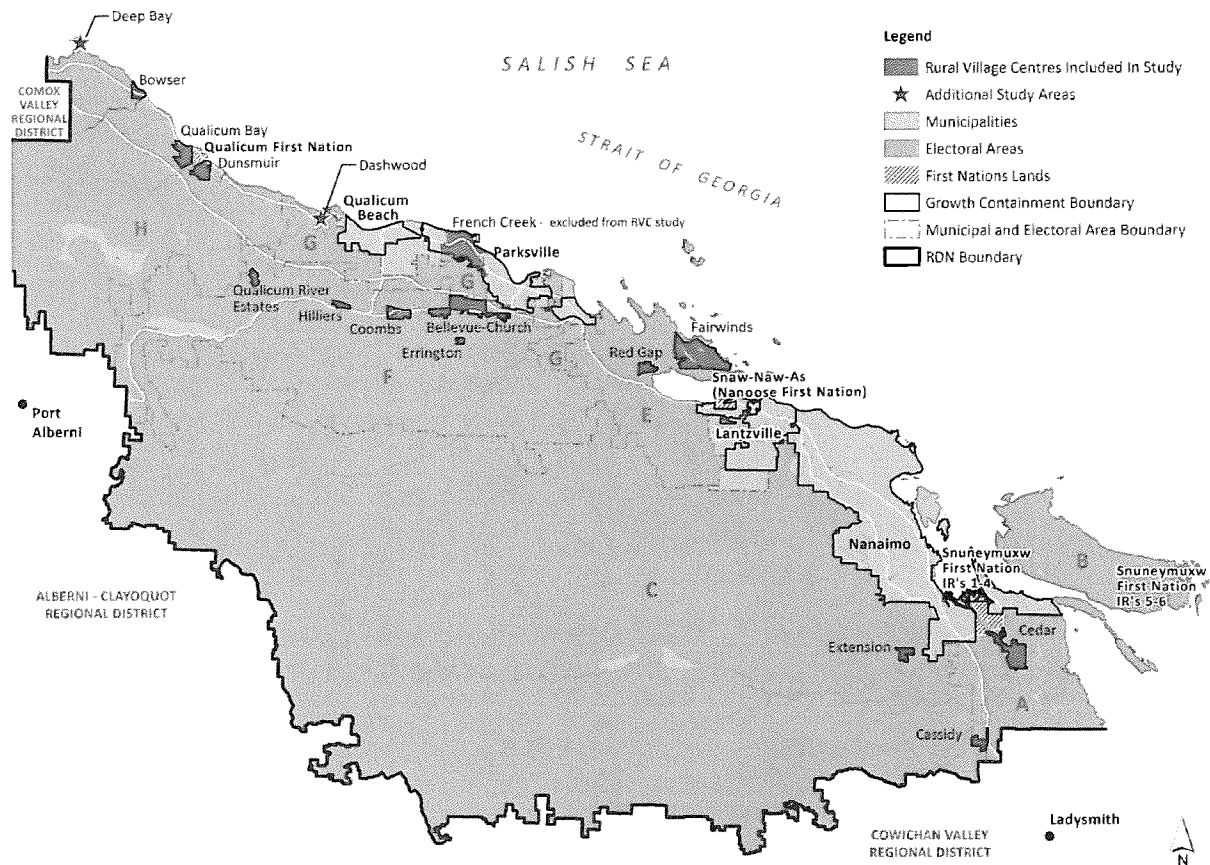 Deep Bay
SALISH SEA
Legend
Rural Village Centres Included In Study
Additional Study Areas
Municipalities
Electoral Areas
First Nations Lands
Growth Containment Boundary
Municipal and Electoral Area Boundary
RDN Boundary
Bowser
COMOX
VALLEY
REGIONAL
DISTRICT
Qualicum Bay
Qualicum First Nation
Dunsmuir
Dashwood
STRAIT OF GEORGIA
Qualicum
Beach
French Creek - excluded from RVC study
Parksville
H
G
G
Qualicum River
Estates
Hilliers
Coombs
Bellevue-Church
Errington
Fairwinds
Red Gap
G
F
E
Snaw-Naw-As
(Nanoose First Nation)
Lantzville
Port
Alberni
Nanaimo
Snuneymuxw
First Nation
IR's 1-4
B
Snuneymuxw
First Nation
IR's 5-6
C
ALBERNI - CLAYOQUOT
REGIONAL DISTRICT
Extension
Cedar
A
Cassidy
COWICHAN VALLEY
REGIONAL DISTRICT
Ladysmith
N